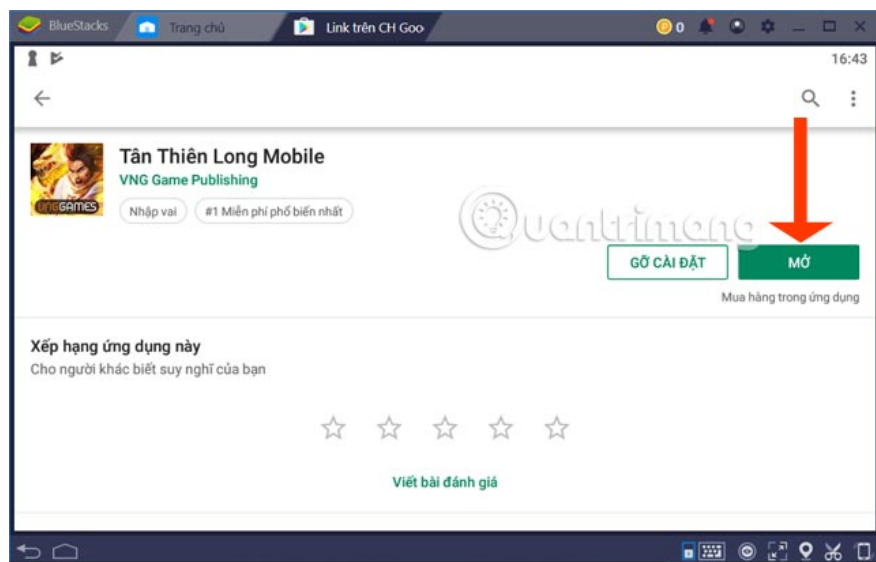 BlueStacks Trang chủ Link trên CH Goo 0
16:43
Tân Thiên Long Mobile
VNG Game Publishing
Nhập vai #1 Miễn phí phổ biến nhất
VNGGAMES
Quantrimang
GỠ CÀI ĐẶT MỞ
Mua hàng trong ứng dụng
Xếp hạng ứng dụng này
Cho người khác biết suy nghĩ của bạn
Viết bài đánh giá